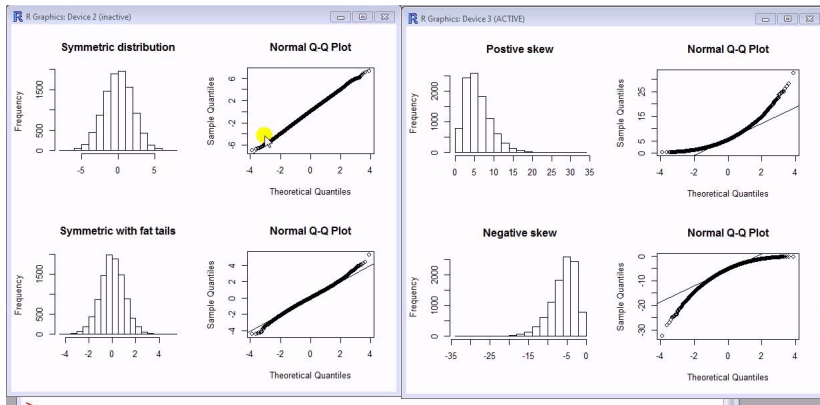 R Graphics: Device 2 (inactive)
Symmetric distribution
Normal Q-Q Plot
Frequency
0 500 1500
-5 0 5
Sample Quantiles
-6 -2 2 6
-4 -2 0 2 4
Theoretical Quantiles
Symmetric with fat tails
Normal Q-Q Plot
Frequency
0 500 1500
-4 -2 0 2 4
Sample Quantiles
-4 -2 0 2 4
-4 -2 0 2 4
Theoretical Quantiles
R Graphics: Device 3 (ACTIVE)
Postive skew
Normal Q-Q Plot
Frequency
0 1000 2000
0 5 10 15 20 25 30 35
Sample Quantiles
0 5 15 25
-4 -2 0 2 4
Theoretical Quantiles
Negative skew
Normal Q-Q Plot
Frequency
0 1000 2000
-35 -25 -15 -5 0
Sample Quantiles
-30 -20 -10 0
-4 -2 0 2 4
Theoretical Quantiles